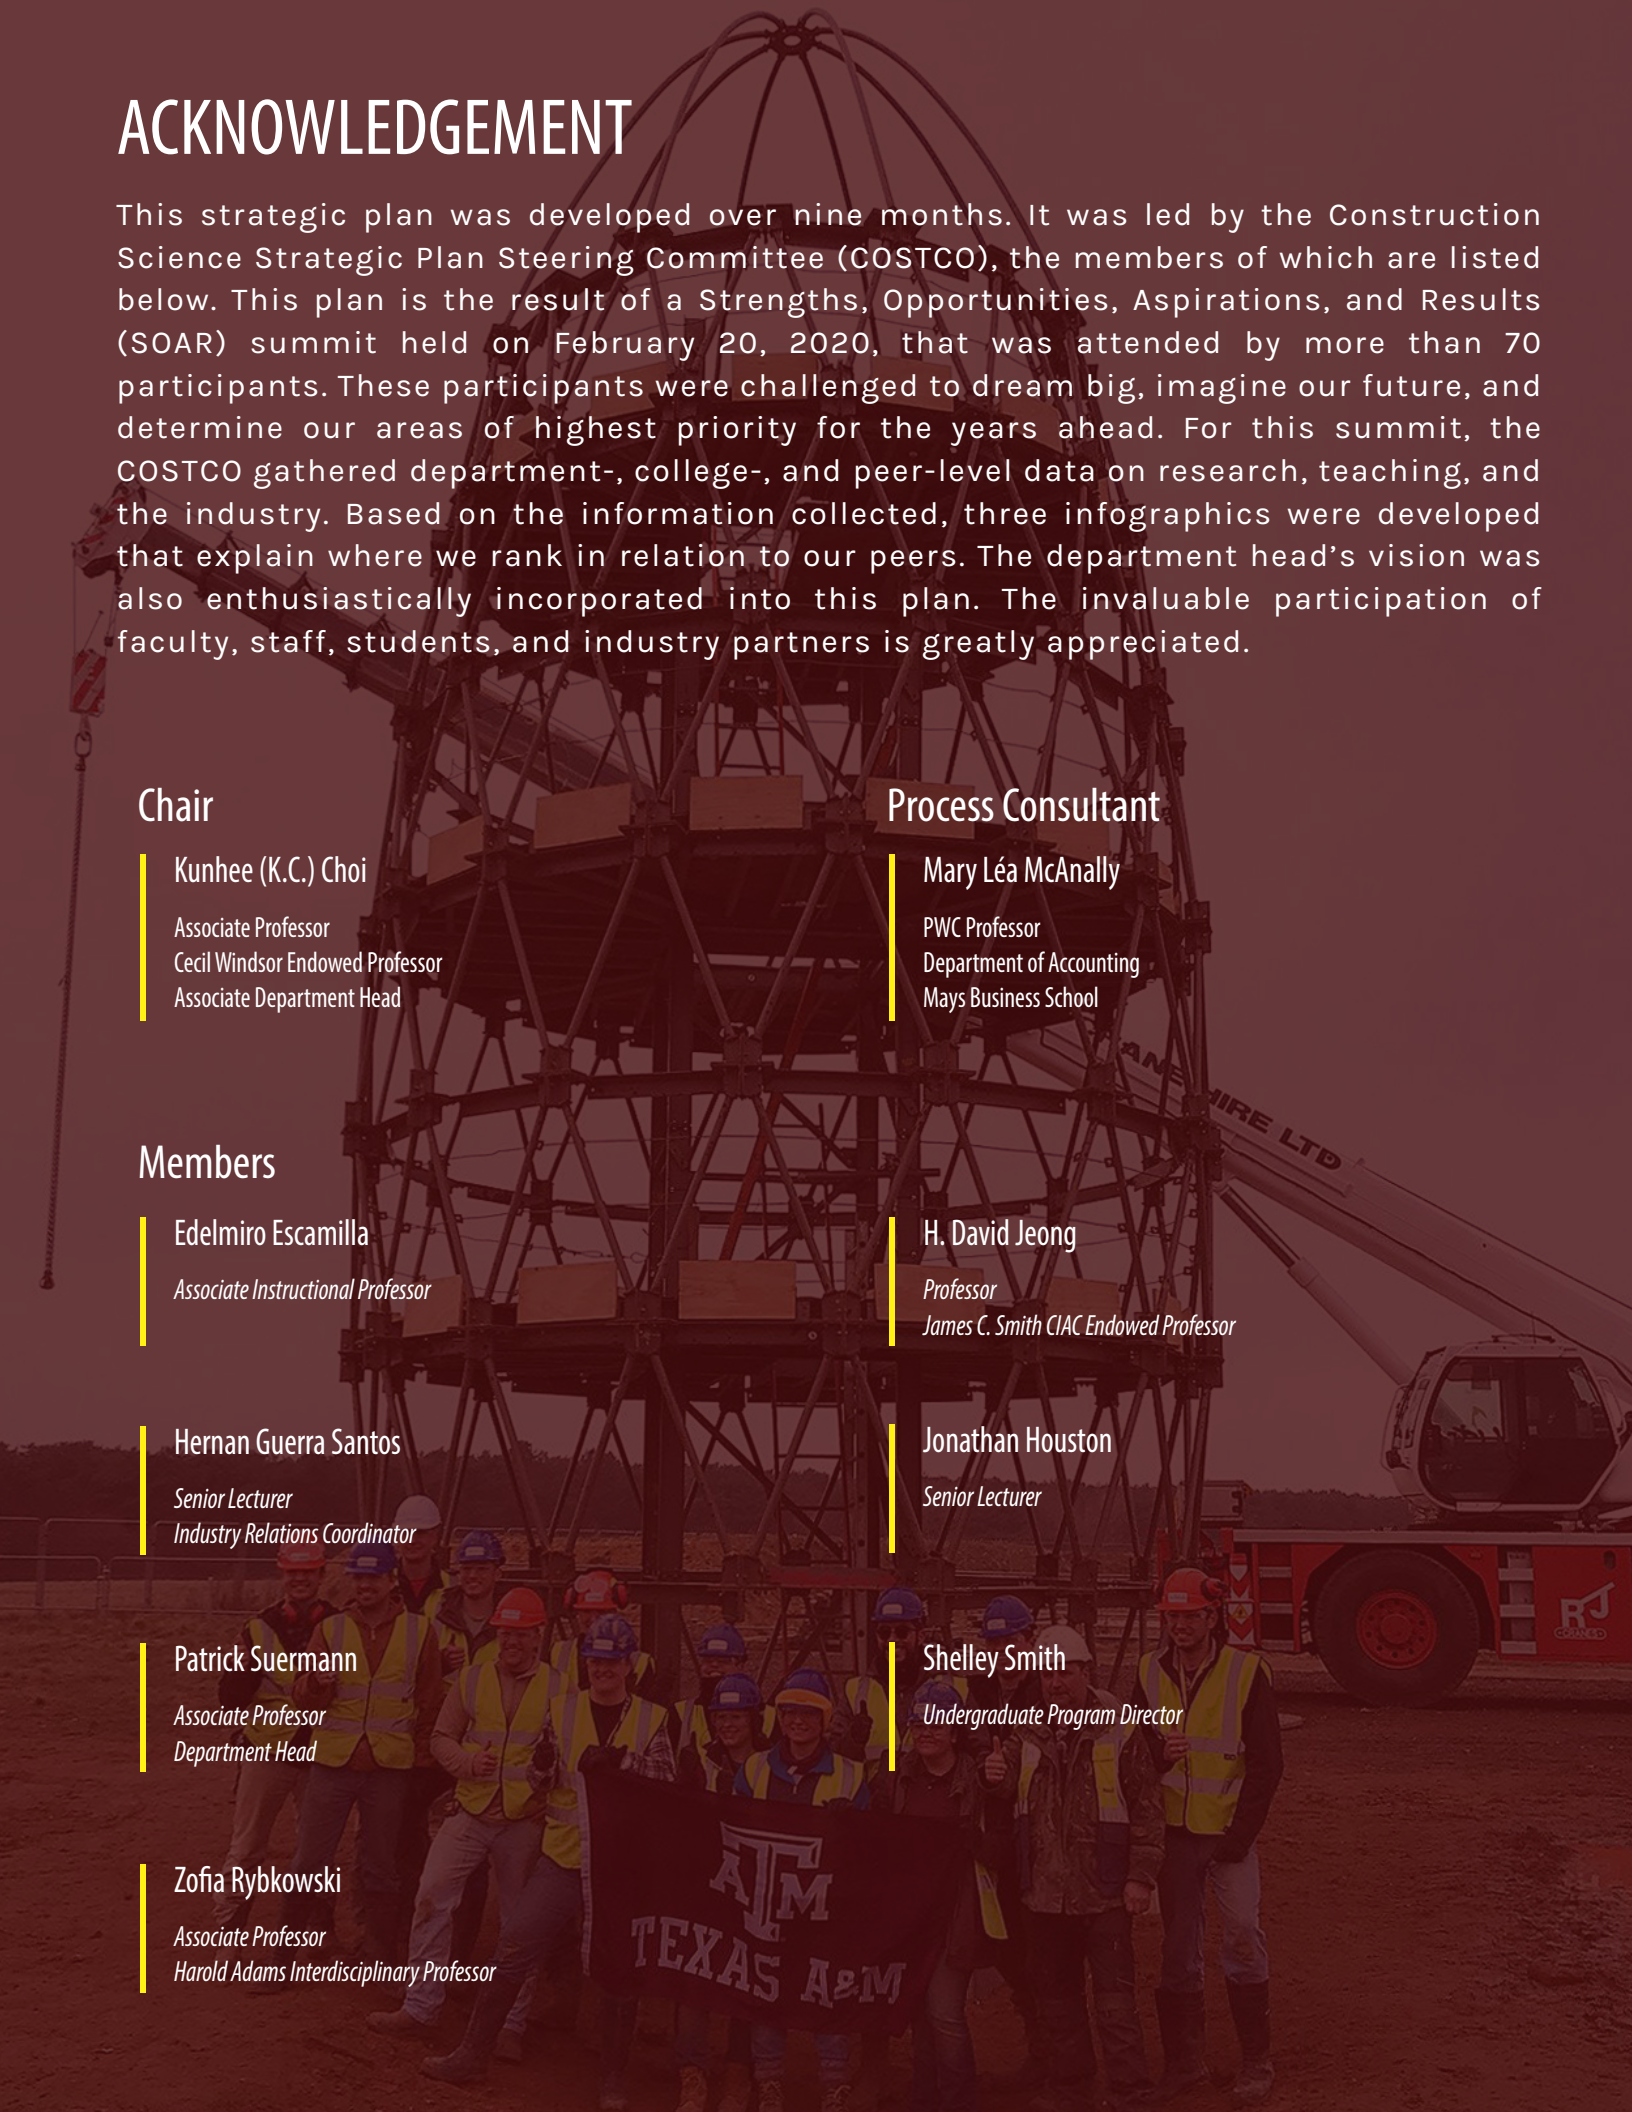 ACKNOWLEDGEMENT
This strategic plan was developed over nine months. It was led by the Construction
Science Strategic Plan Steering Committee (COSTCO), the members of which are listed
below. This plan is the result of a Strengths, Opportunities, Aspirations, and Results
(SOAR) summit held on February 20, 2020, that was attended by more than 70
participants. These participants were challenged to dream big, imagine our future, and
determine our areas of highest priority for the years ahead. For this summit, the
COSTCO gathered department-, college-, and peer-level data on research, teaching, and
the industry. Based on the information collected, three infographics were developed
that explain where we rank in relation to our peers. The department head’s vision was
also enthusiastically incorporated into this plan. The invaluable participation of
faculty, staff, students, and industry partners is greatly appreciated.
Chair
Kunhee (K.C.) Choi
Associate Professor
Cecil Windsor Endowed Professor
Associate Department Head
Process Consultant
Mary Léa McAnally
PWC Professor
Department of Accounting
Mays Business School
Members
Edelmiro Escamilla
Associate Instructional Professor
H. David Jeong
Professor
James C. Smith CIAC Endowed Professor
Hernan Guerra Santos
Senior Lecturer
Industry Relations Coordinator
Jonathan Houston
Senior Lecturer
Patrick Suermann
Associate Professor
Department Head
Shelley Smith
Undergraduate Program Director
Zofia Rybkowski
Associate Professor
Harold Adams Interdisciplinary Professor
HIRE LTD
RJ
CRANES
ATM
TEXAS A&M